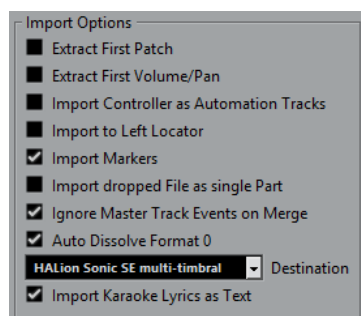 Import Options
Extract First Patch
Extract First Volume/Pan
Import Controller as Automation Tracks
Import to Left Locator
Import Markers
Import dropped File as single Part
Ignore Master Track Events on Merge
Auto Dissolve Format 0
HALion Sonic SE multi-timbral Destination
Import Karaoke Lyrics as Text